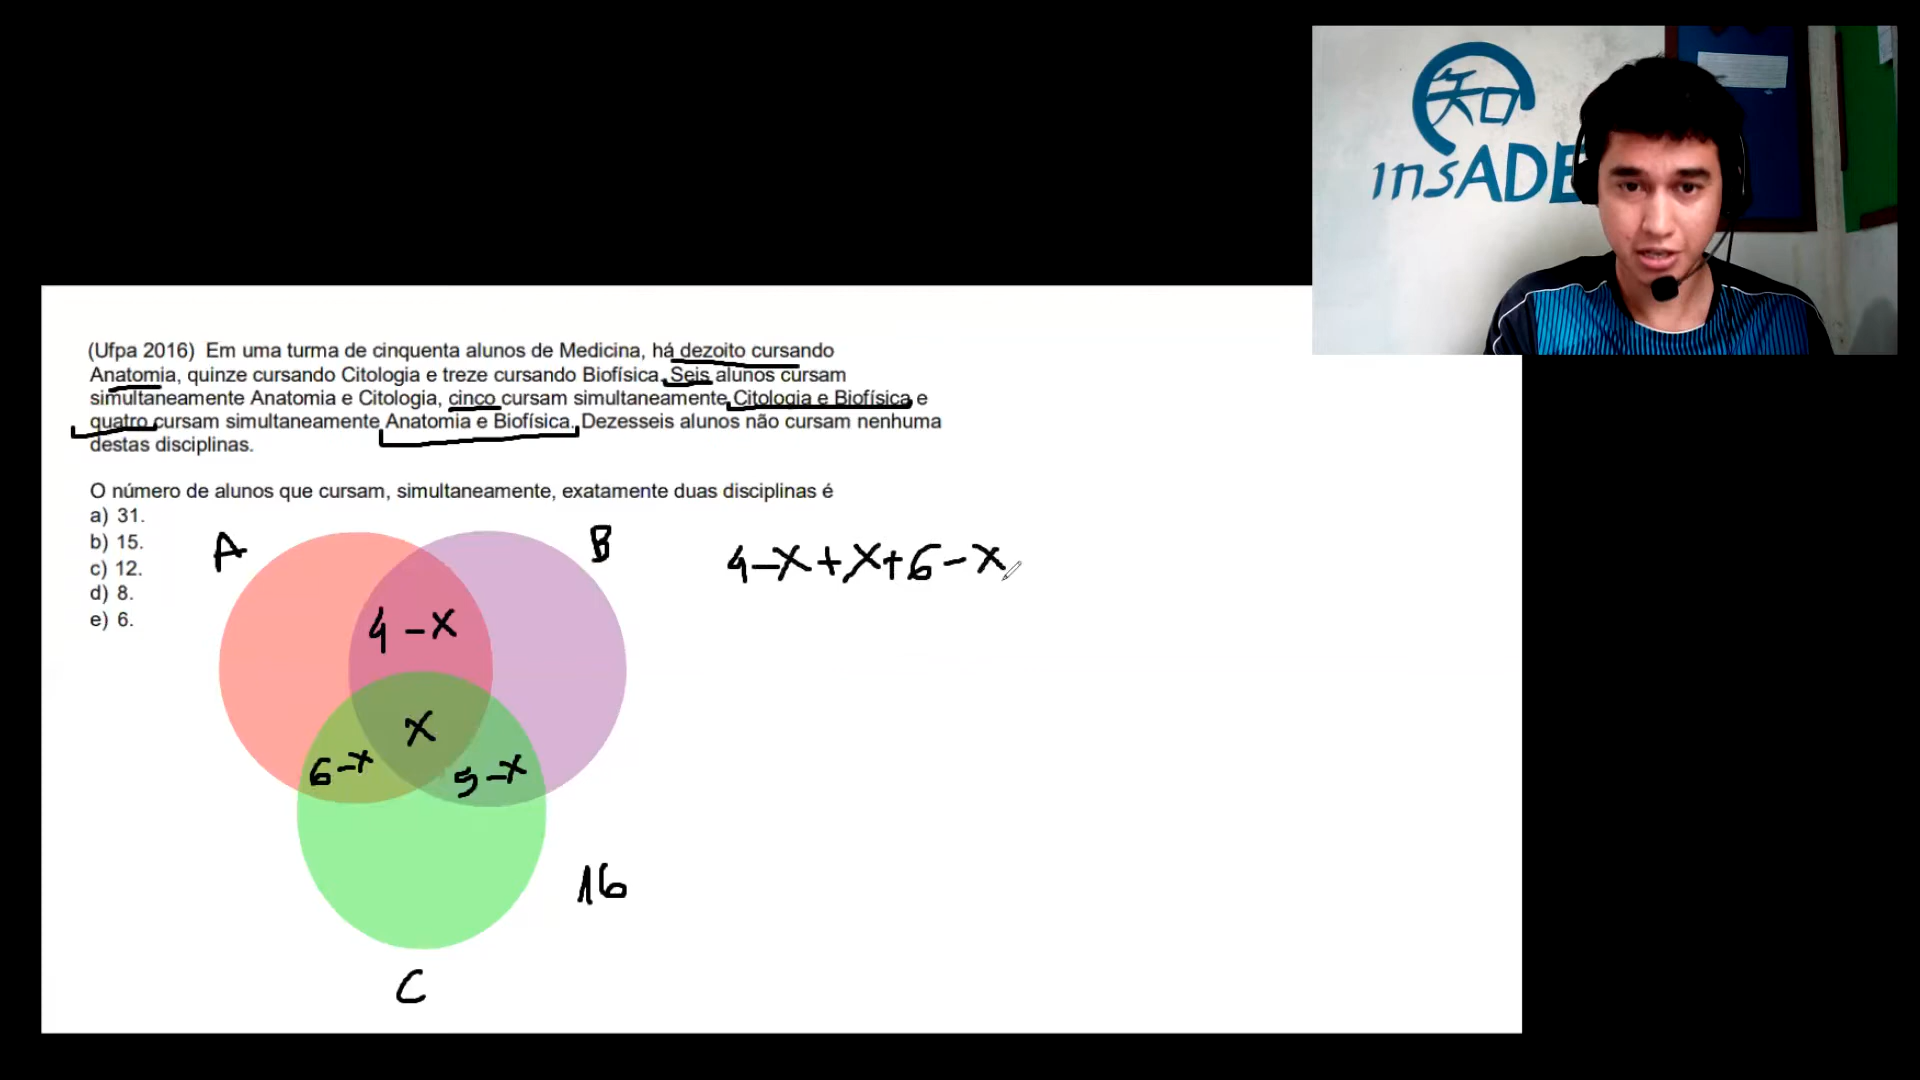 知
insADE
(Ufpa 2016) Em uma turma de cinquenta alunos de Medicina, há dezoito cursando
Anatomia, quinze cursando Citologia e treze cursando Biofísica. Seis alunos cursam
simultaneamente Anatomia e Citologia, cinco cursam simultaneamente Citologia e Biofísica e
quatro cursam simultaneamente Anatomia e Biofísica. Dezesseis alunos não cursam nenhuma
destas disciplinas.
O número de alunos que cursam, simultaneamente, exatamente duas disciplinas é
a) 31.
b) 15.
c) 12.
d) 8.
e) 6.
A
B
4-x+x+6-x
4-x
x
6-x
5-x
16
C